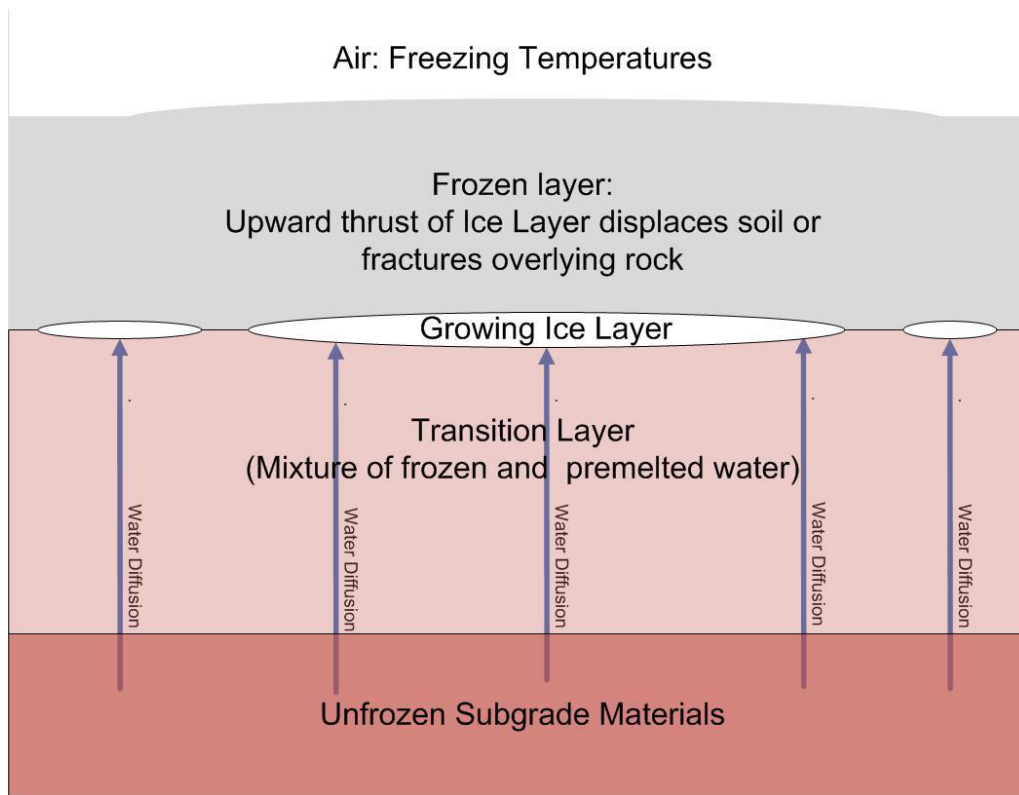 Air: Freezing Temperatures
Frozen layer:
Upward thrust of Ice Layer displaces soil or
fractures overlying rock
Growing Ice Layer
Transition Layer
(Mixture of frozen and  premelted water)
Water Diffusion
Water Diffusion
Water Diffusion
Water Diffusion
Water Diffusion
Unfrozen Subgrade Materials